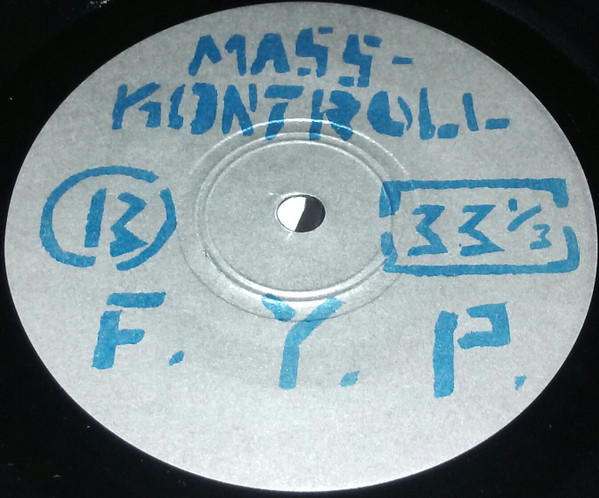 MASS-
KONTROLL
B 33⅓
F. Y. P.